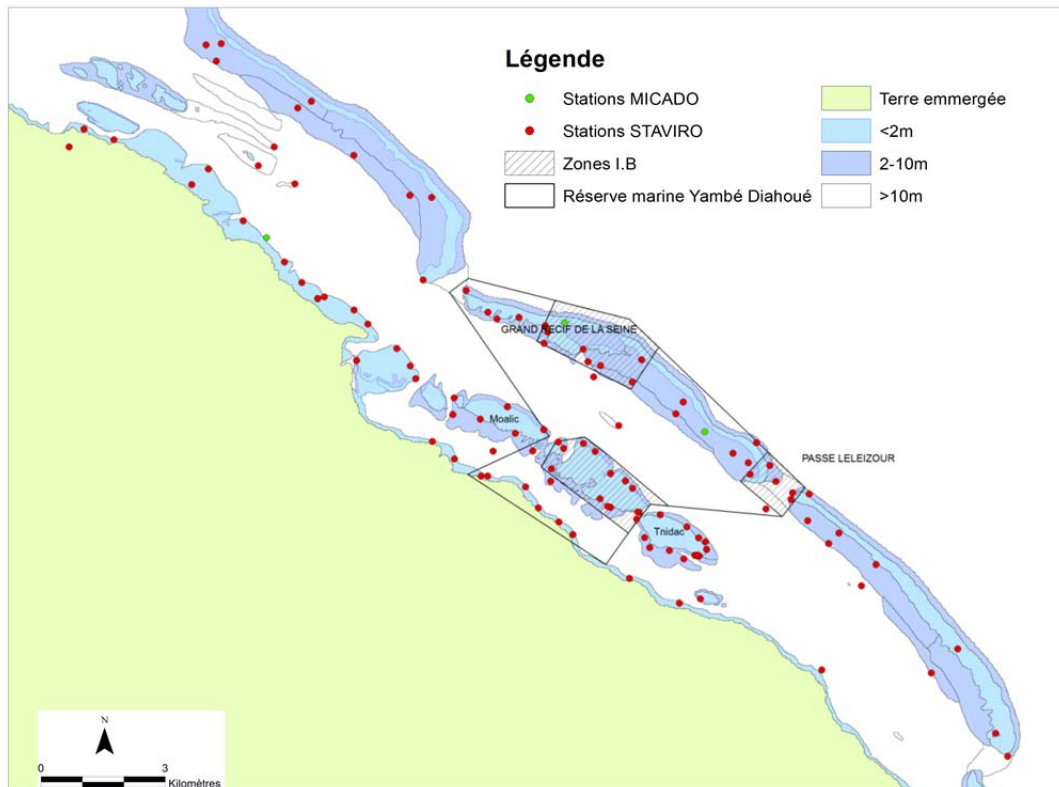 Légende
Stations MICADO
Stations STAVIRO
Zones I.B
Réserve marine Yambé Diahoué
Terre emmergée
<2m
2-10m
>10m
GRAND RECIF DE LA SEINE
Moalic
PASSE LELEIZOUR
Tnidac
N
0 3
Kilomètres